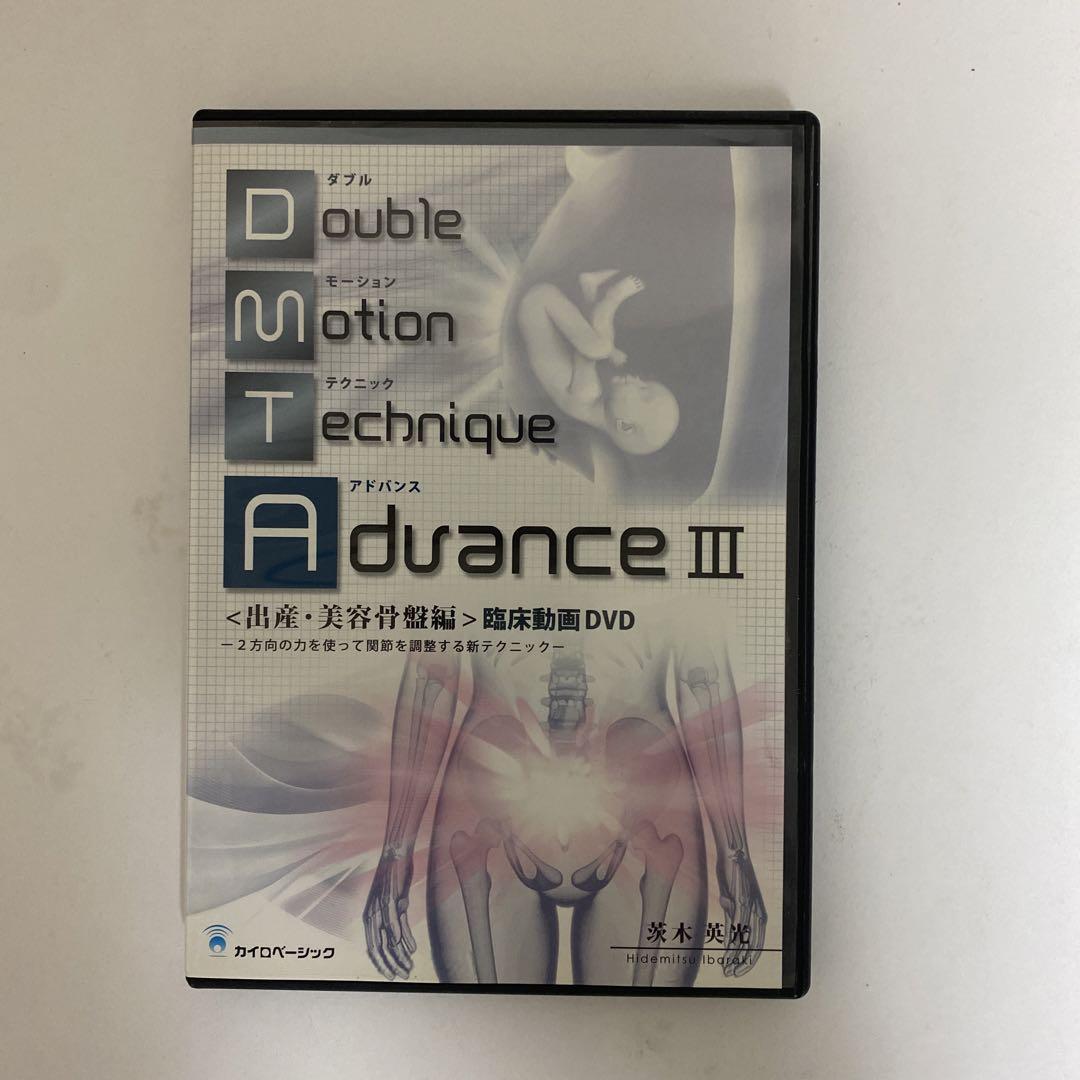 ダブル
Double
モーション
Motion
テクニック
Technique
アドバンス
Advance III
<出産・美容骨盤編>臨床動画DVD
ー2方向の力を使って関節を調整する新テクニックー
カイロベーシック
茨木 英光
Hidemitsu Ibaraki